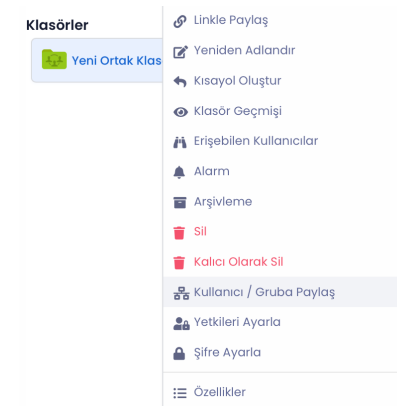 Klasörler
Yeni Ortak Klas
Linkle Paylaş
Yeniden Adlandır
Kısayol Oluştur
Klasör Geçmişi
Erişebilen Kullanıcılar
Alarm
Arşivleme
Sil
Kalıcı Olarak Sil
Kullanıcı / Gruba Paylaş
Yetkileri Ayarla
Şifre Ayarla
Özellikler